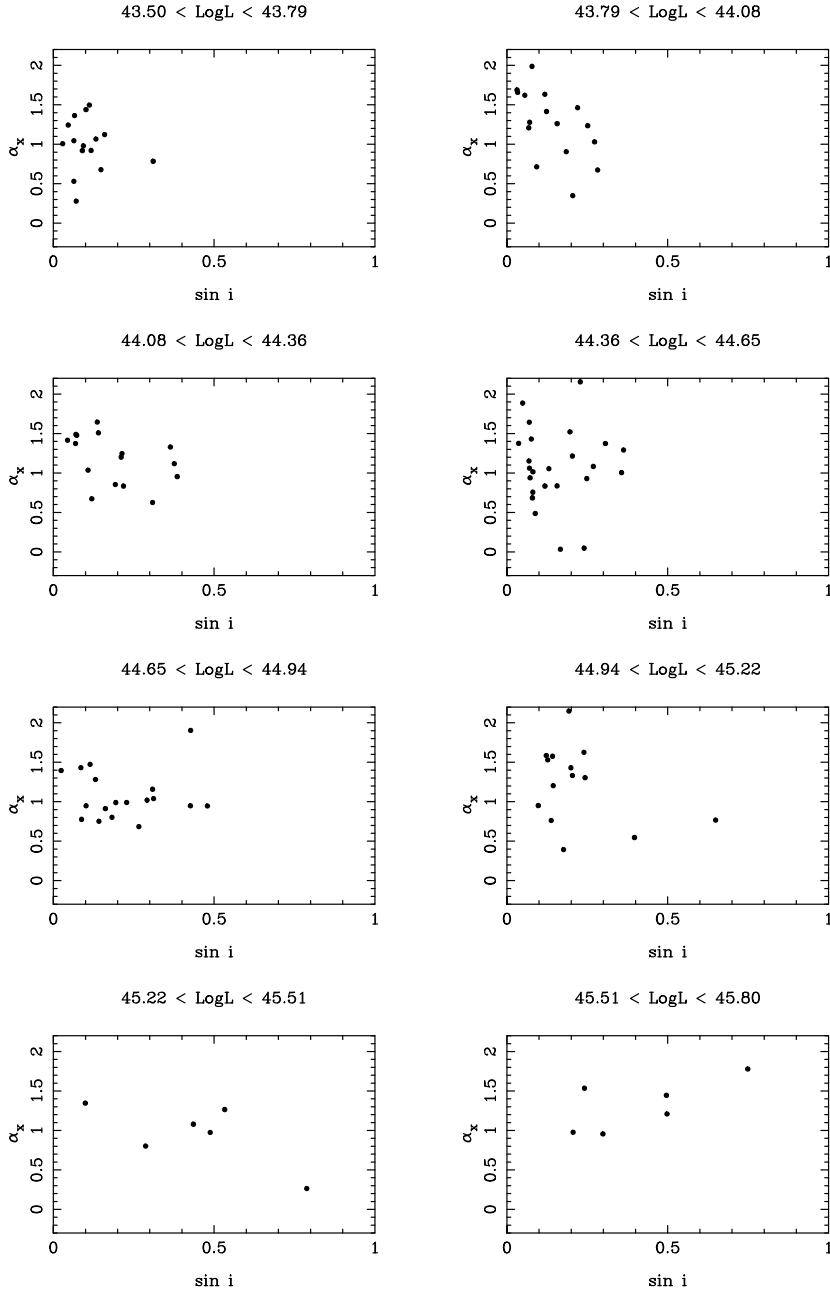 43.50 < LogL < 43.79
2
1.5
1
0.5
0
αx
0 0.5 1
sin i
43.79 < LogL < 44.08
2
1.5
1
0.5
0
αx
0 0.5 1
sin i
44.08 < LogL < 44.36
2
1.5
1
0.5
0
αx
0 0.5 1
sin i
44.36 < LogL < 44.65
2
1.5
1
0.5
0
αx
0 0.5 1
sin i
44.65 < LogL < 44.94
2
1.5
1
0.5
0
αx
0 0.5 1
sin i
44.94 < LogL < 45.22
2
1.5
1
0.5
0
αx
0 0.5 1
sin i
45.22 < LogL < 45.51
2
1.5
1
0.5
0
αx
0 0.5 1
sin i
45.51 < LogL < 45.80
2
1.5
1
0.5
0
αx
0 0.5 1
sin i